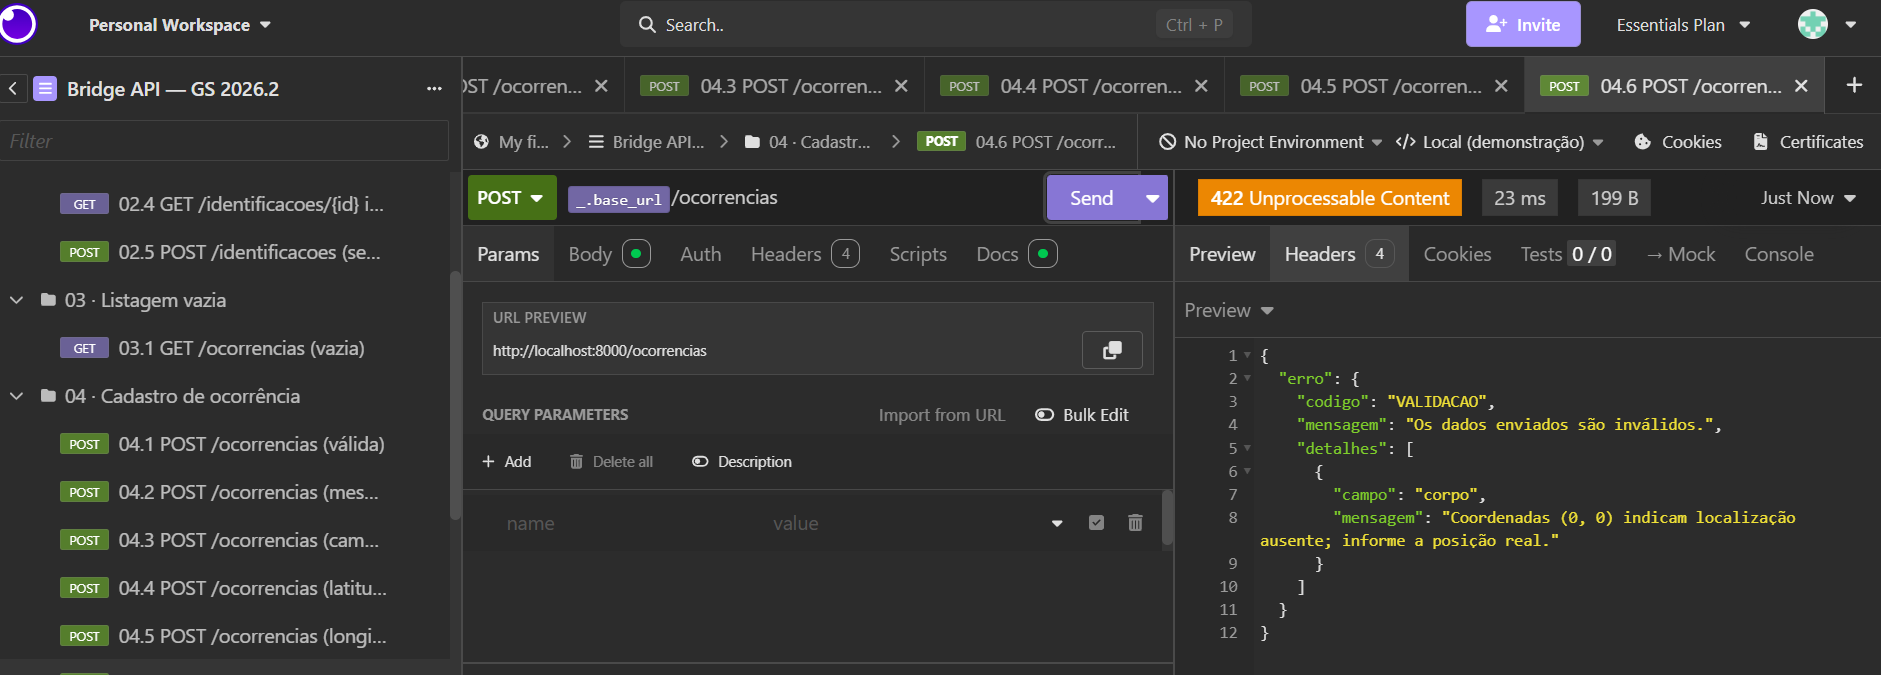 Personal Workspace
Search..
Ctrl + P
Invite
Essentials Plan
Bridge API — GS 2026.2
Filter
GET 02.4 GET /identificacoes/{id} i...
POST 02.5 POST /identificacoes (se...
03 · Listagem vazia
GET 03.1 GET /ocorrencias (vazia)
04 · Cadastro de ocorrência
POST 04.1 POST /ocorrencias (válida)
POST 04.2 POST /ocorrencias (mes...
POST 04.3 POST /ocorrencias (cam...
POST 04.4 POST /ocorrencias (latitu...
POST 04.5 POST /ocorrencias (longi...
OST /ocorren...
POST 04.3 POST /ocorren...
POST 04.4 POST /ocorren...
POST 04.5 POST /ocorren...
POST 04.6 POST /ocorren...
My fi... > Bridge API... > 04 · Cadastr... > POST 04.6 POST /ocorr...
No Project Environment
</> Local (demonstração)
Cookies
Certificates
POST
_.base_url /ocorrencias
Send
Params
Body
Auth
Headers 4
Scripts
Docs
URL PREVIEW
http://localhost:8000/ocorrencias
QUERY PARAMETERS
Import from URL
Bulk Edit
+ Add
Delete all
Description
name
value
422 Unprocessable Content
23 ms
199 B
Just Now
Preview
Headers 4
Cookies
Tests 0 / 0
→ Mock
Console
Preview
1 {
2 "erro": {
3 "codigo": "VALIDACAO",
4 "mensagem": "Os dados enviados são inválidos.",
5 "detalhes": [
6 {
7 "campo": "corpo",
8 "mensagem": "Coordenadas (0, 0) indicam localização
ausente; informe a posição real."
9 }
10 ]
11 }
12 }